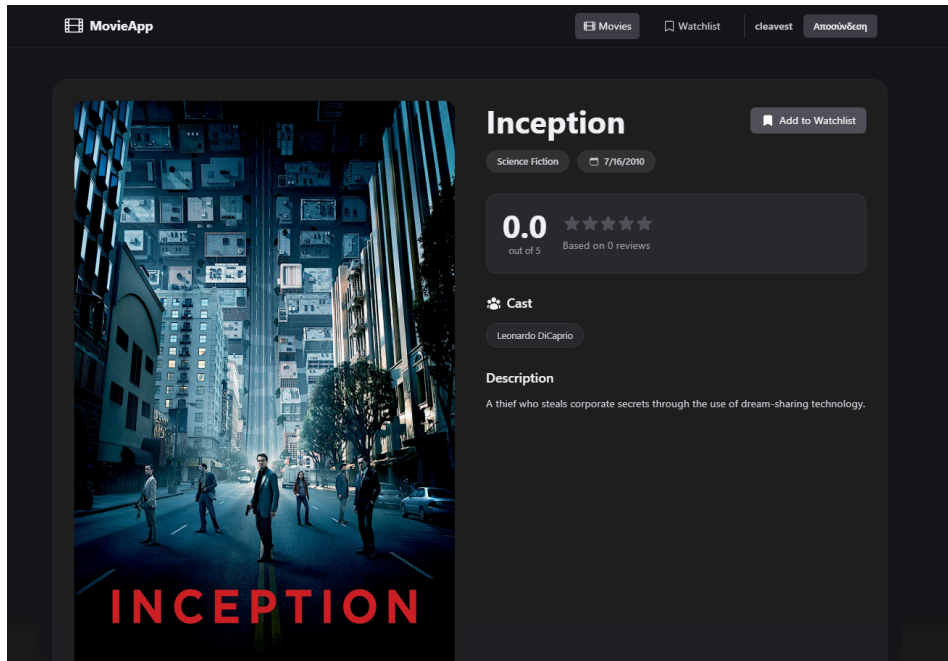 MovieApp
Movies
Watchlist
cleavest
Αποσύνδεση
Inception
Add to Watchlist
Science Fiction
7/16/2010
0.0
out of 5
Based on 0 reviews
Cast
Leonardo DiCaprio
Description
A thief who steals corporate secrets through the use of dream-sharing technology.
INCEPTION